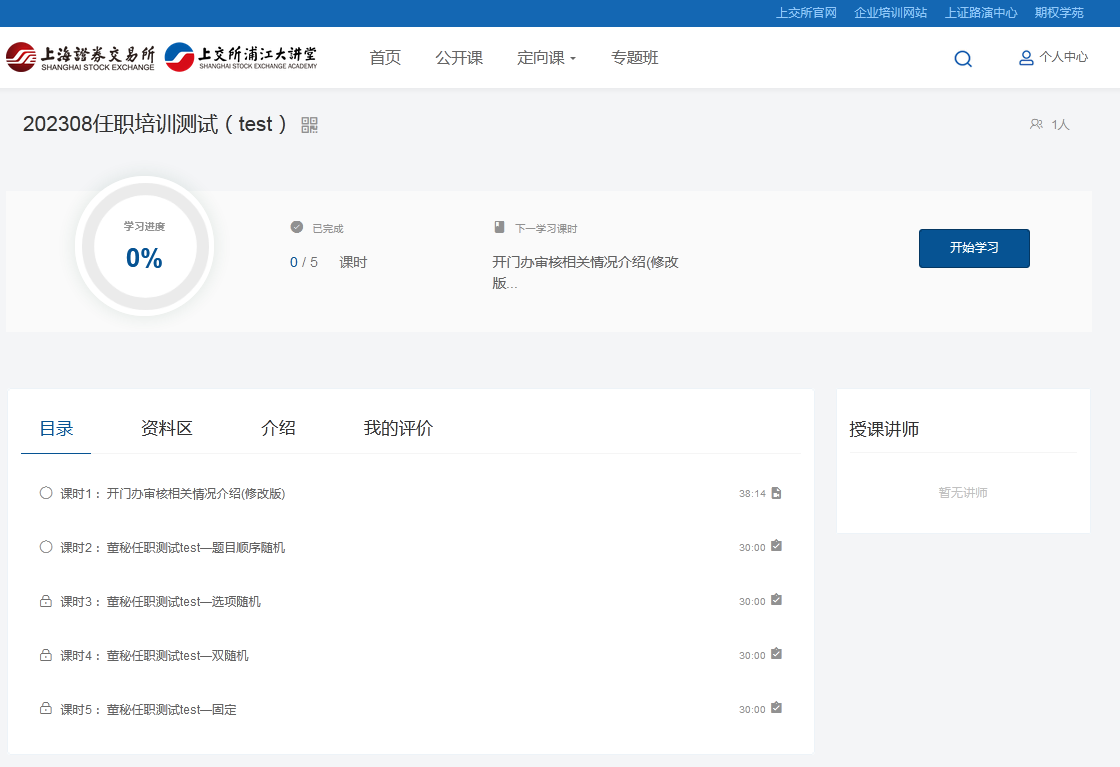 上交所官网 企业培训网站 上证路演中心 期权学苑
上海證券交易所 上交所浦江大讲堂
SHANGHAI STOCK EXCHANGE SHANGHAI STOCK EXCHANGE ACADEMY
首页 公开课 定向课 专题班 个人中心
202308任职培训测试（test） 1人
学习进度 已完成 下一学习课时
0% 0 / 5 课时 开门办审核相关情况介绍(修改
版...
开始学习
目录 资料区 介绍 我的评价
课时1： 开门办审核相关情况介绍(修改版) 38:14
课时2： 董秘任职测试test—题目顺序随机 30:00
课时3： 董秘任职测试test—选项随机 30:00
课时4： 董秘任职测试test—双随机 30:00
课时5： 董秘任职测试test—固定 30:00
授课讲师
暂无讲师